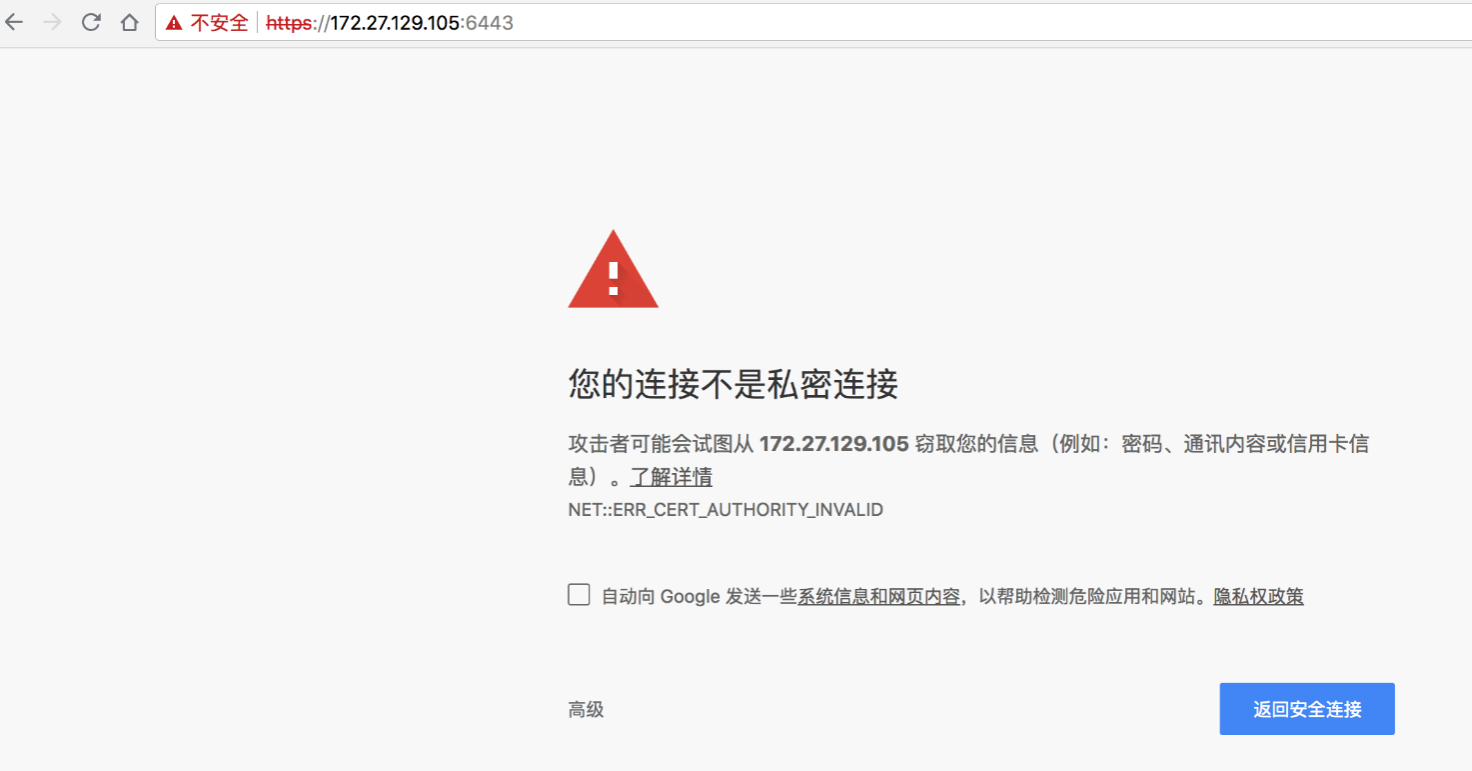 不安全 https://172.27.129.105:6443
您的连接不是私密连接
攻击者可能会试图从 172.27.129.105 窃取您的信息（例如：密码、通讯内容或信用卡信
息）。了解详情
NET::ERR_CERT_AUTHORITY_INVALID
自动向 Google 发送一些系统信息和网页内容，以帮助检测危险应用和网站。隐私权政策
高级
返回安全连接